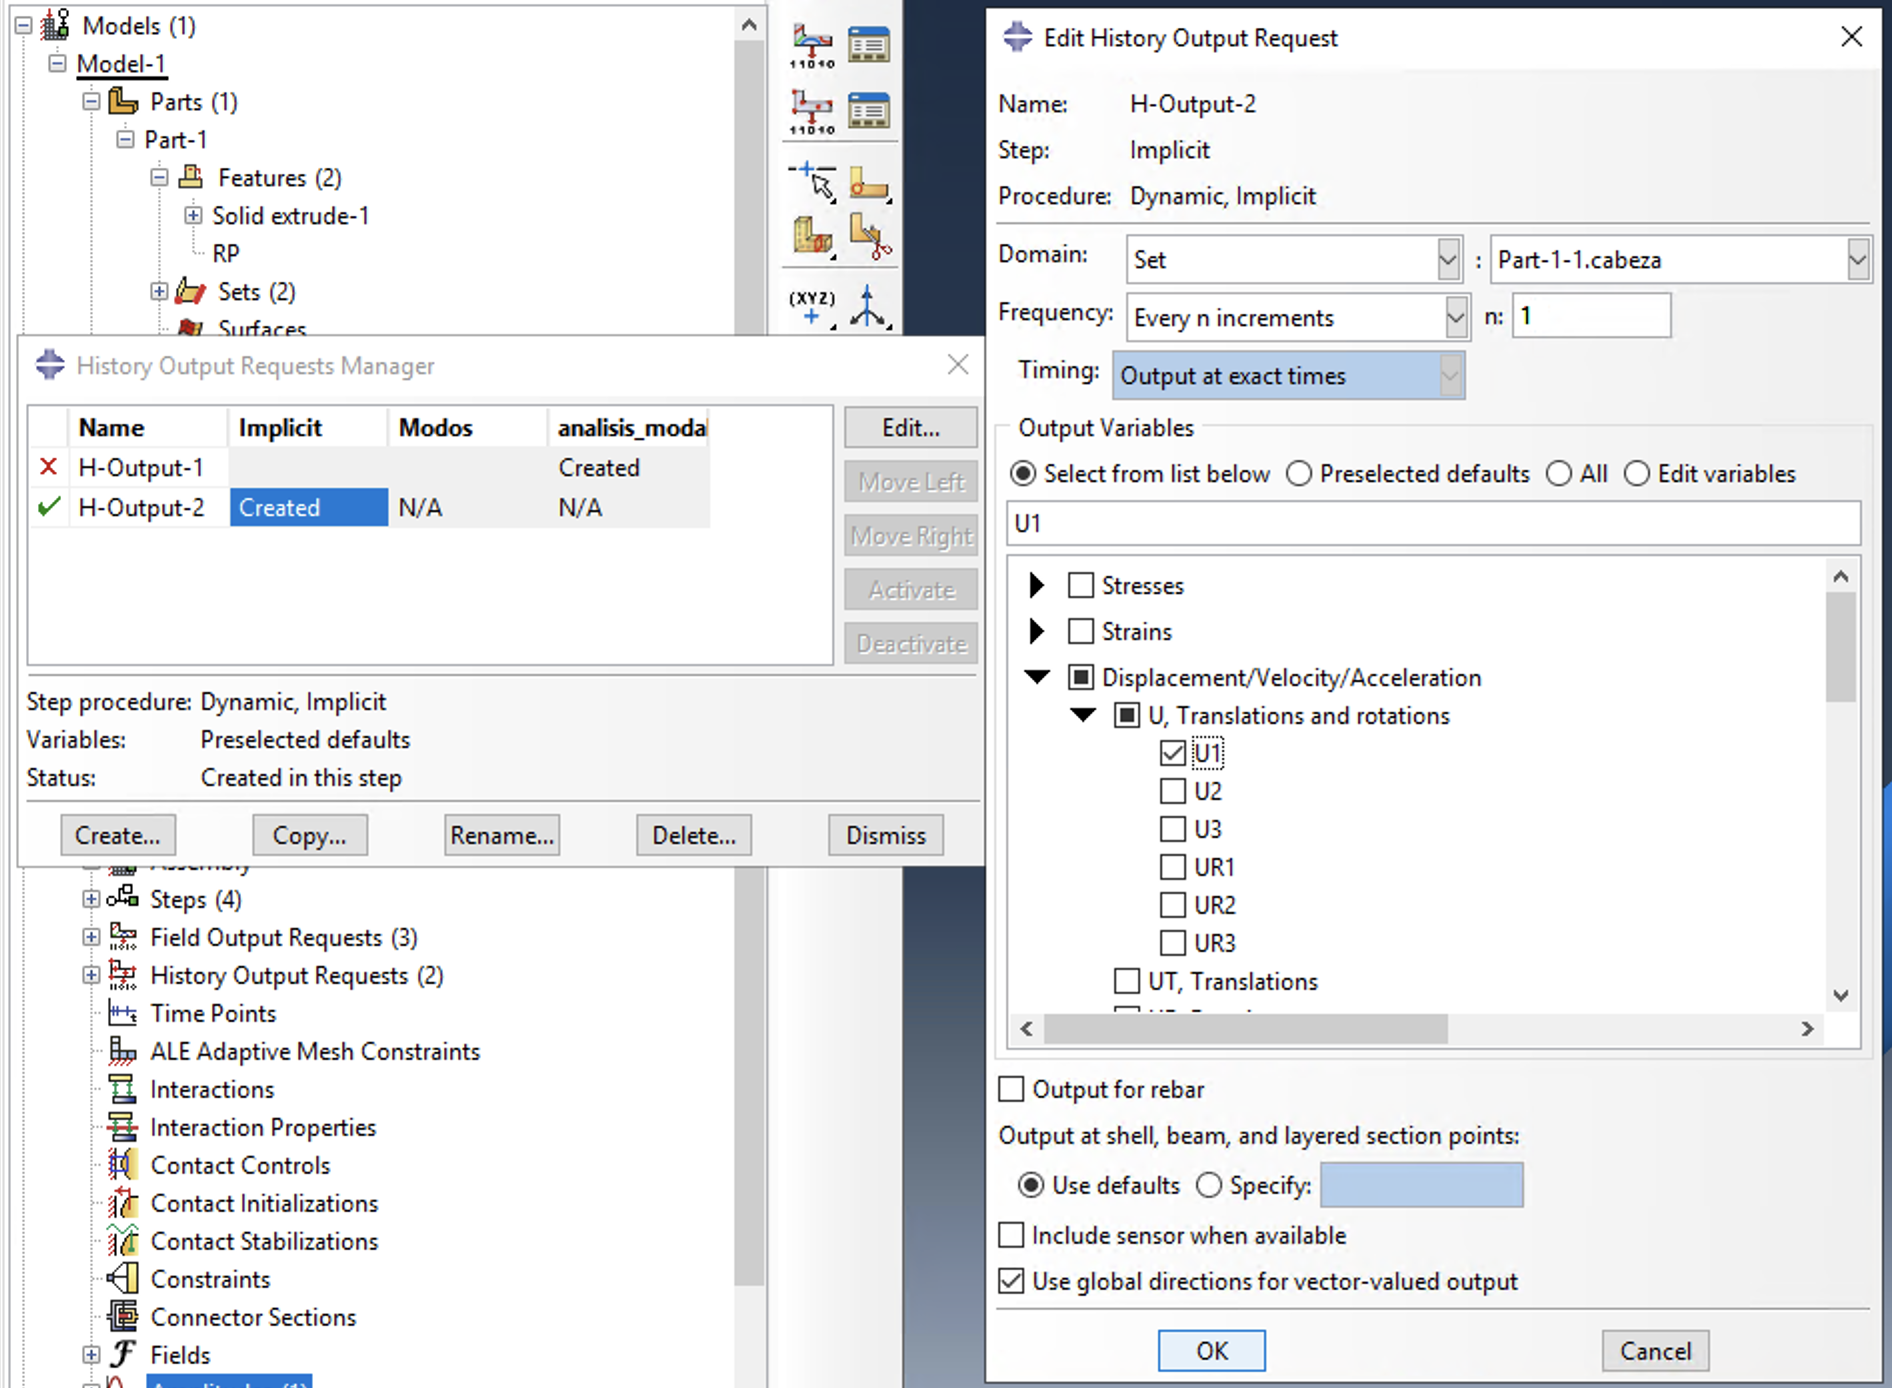 Models (1)
Model-1
Parts (1)
Part-1
Features (2)
Solid extrude-1
RP
Sets (2)
Surfaces
11010
11010
(XYZ)
History Output Requests Manager
Name Implicit Modos analisis_modal
H-Output-1 Created
H-Output-2 Created N/A N/A
Edit...
Move Left
Move Right
Activate
Deactivate
Step procedure: Dynamic, Implicit
Variables: Preselected defaults
Status: Created in this step
Create... Copy... Rename... Delete... Dismiss
Assembly
Steps (4)
Field Output Requests (3)
History Output Requests (2)
Time Points
ALE Adaptive Mesh Constraints
Interactions
Interaction Properties
Contact Controls
Contact Initializations
Contact Stabilizations
Constraints
Connector Sections
Fields
Edit History Output Request
Name: H-Output-2
Step: Implicit
Procedure: Dynamic, Implicit
Domain: Set : Part-1-1.cabeza
Frequency: Every n increments n: 1
Timing: Output at exact times
Output Variables
Select from list below Preselected defaults All Edit variables
U1
Stresses
Strains
Displacement/Velocity/Acceleration
U, Translations and rotations
U1
U2
U3
UR1
UR2
UR3
UT, Translations
Output for rebar
Output at shell, beam, and layered section points:
Use defaults Specify:
Include sensor when available
Use global directions for vector-valued output
OK Cancel